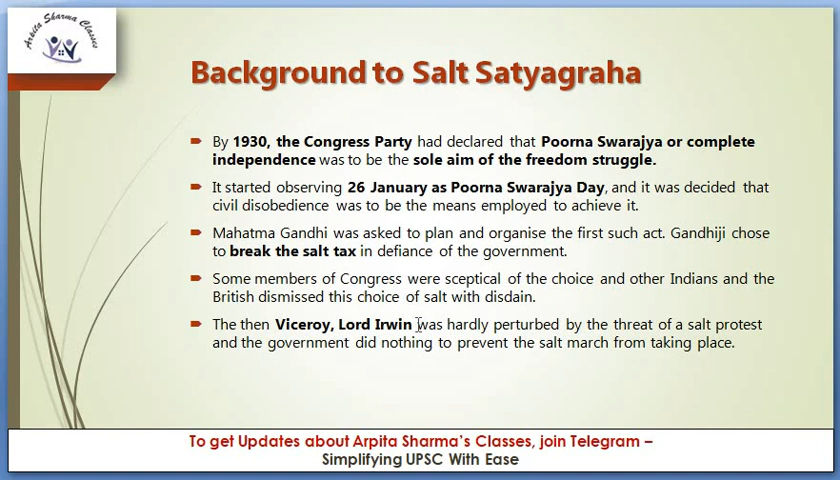 Arpita Sharma Classes
Background to Salt Satyagraha
By 1930, the Congress Party had declared that Poorna Swarajya or complete
independence was to be the sole aim of the freedom struggle.
It started observing 26 January as Poorna Swarajya Day, and it was decided that
civil disobedience was to be the means employed to achieve it.
Mahatma Gandhi was asked to plan and organise the first such act. Gandhiji chose
to break the salt tax in defiance of the government.
Some members of Congress were sceptical of the choice and other Indians and the
British dismissed this choice of salt with disdain.
The then Viceroy, Lord Irwin was hardly perturbed by the threat of a salt protest
and the government did nothing to prevent the salt march from taking place.
To get Updates about Arpita Sharma's Classes, join Telegram –
Simplifying UPSC With Ease